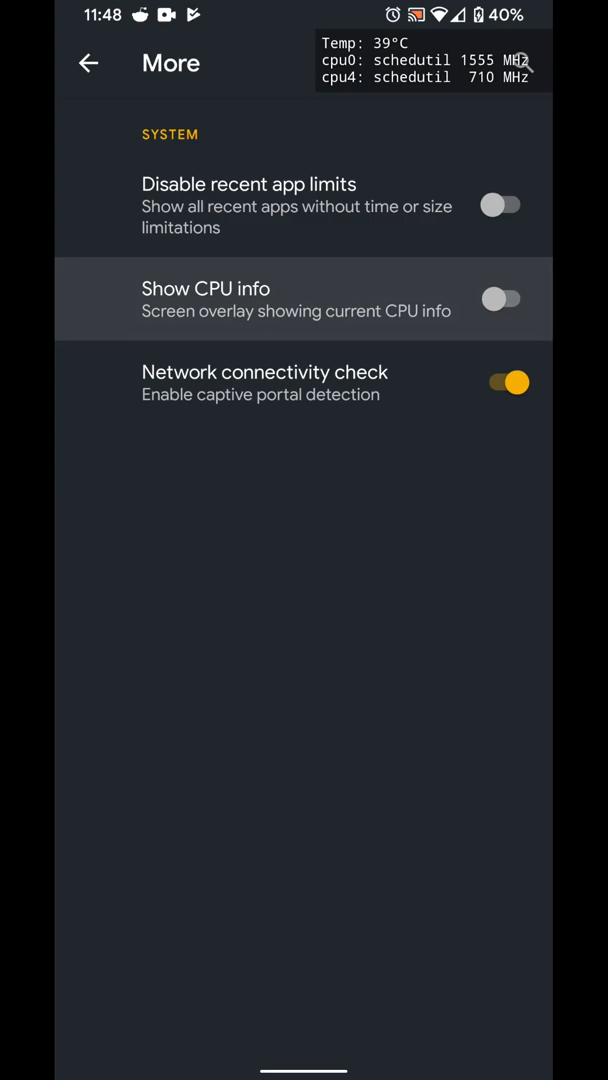 11:48
40%
More
Temp: 39°C
cpu0: schedutil 1555 MHz
cpu4: schedutil 710 MHz
SYSTEM
Disable recent app limits
Show all recent apps without time or size
limitations
Show CPU info
Screen overlay showing current CPU info
Network connectivity check
Enable captive portal detection